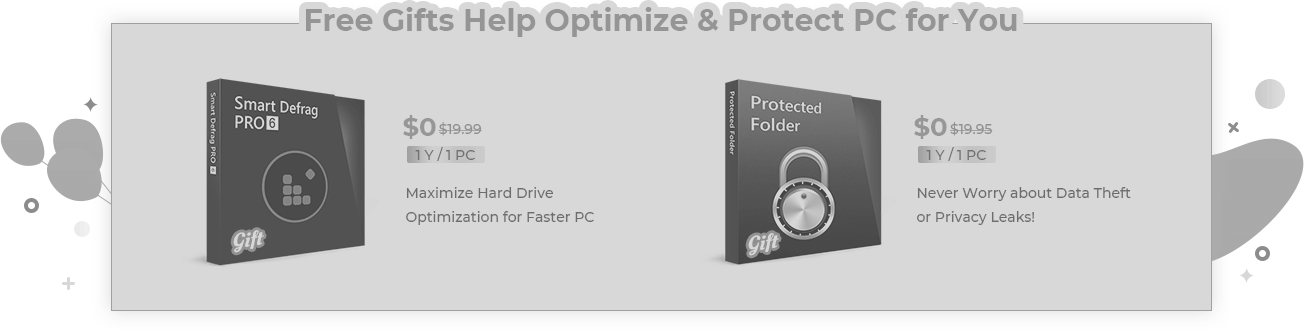 Free Gifts Help Optimize & Protect PC for You
Smart Defrag PRO 6
Smart Defrag
PRO 6
Gift
$0 $19.99
1 Y / 1 PC
Maximize Hard Drive
Optimization for Faster PC
Protected Folder
Protected
Folder
Gift
$0 $19.95
1 Y / 1 PC
Never Worry about Data Theft
or Privacy Leaks!